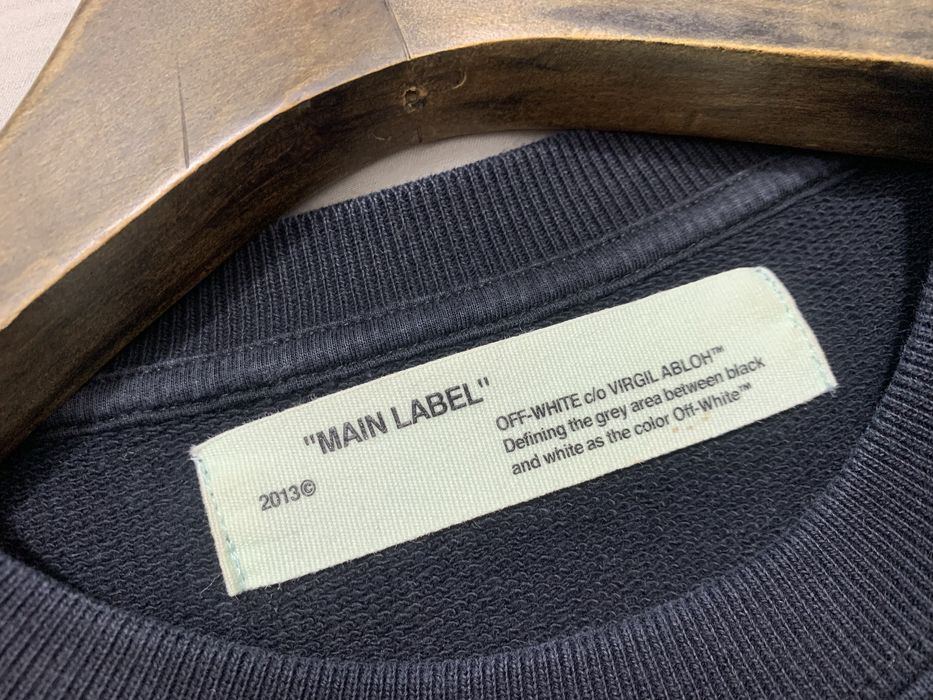 "MAIN LABEL"
2013©
OFF-WHITE c/o VIRGIL ABLOH™
Defining the grey area between black
and white as the color Off-White™